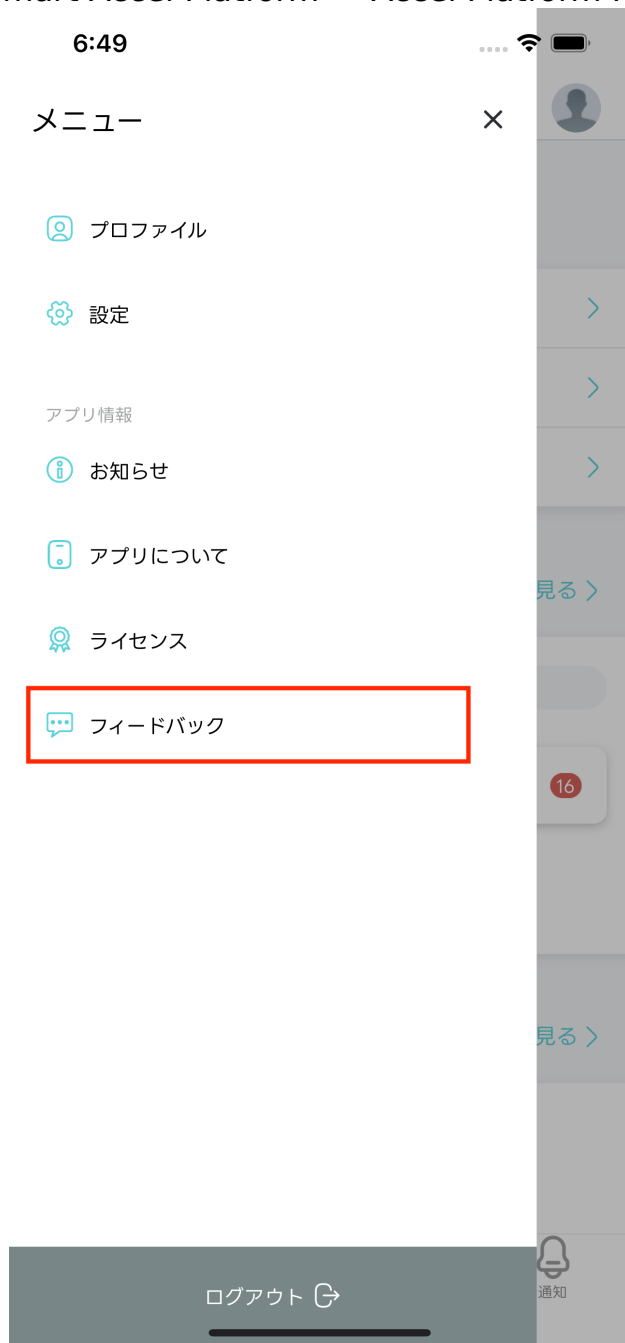 6:49
メニュー
プロファイル
設定
アプリ情報
お知らせ
アプリについて
見る
ライセンス
フィードバック
16
見る
ログアウト
通知